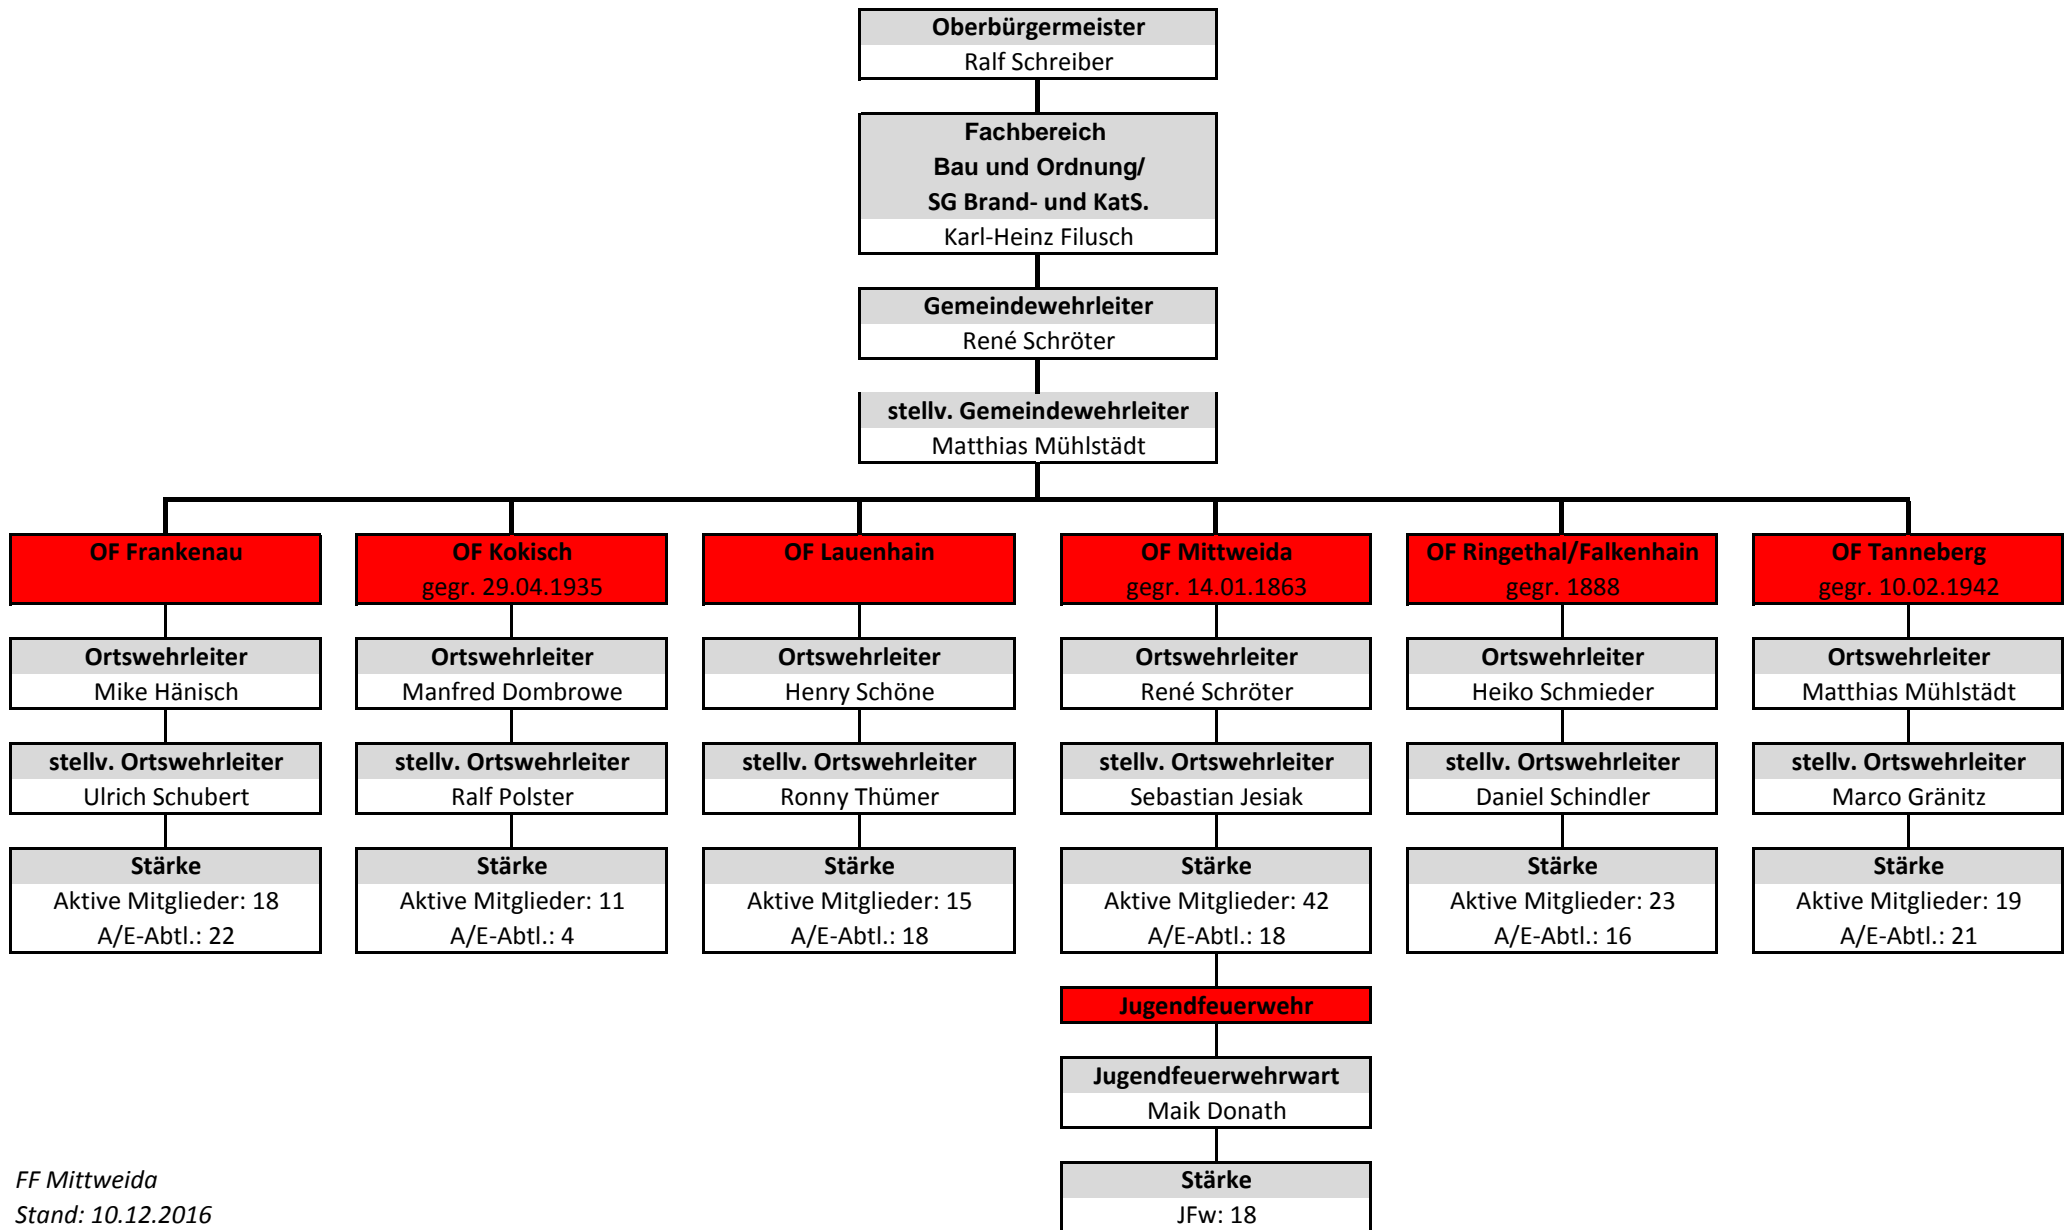 Oberbürgermeister
Ralf Schreiber
Fachbereich
Bau und Ordnung/
SG Brand- und KatS.
Karl-Heinz Filusch
Gemeindewehrleiter
René Schröter
stellv. Gemeindewehrleiter
Matthias Mühlstädt
OF Frankenau
OF Kokisch
gegr. 29.04.1935
OF Lauenhain
OF Mittweida
gegr. 14.01.1863
OF Ringethal/Falkenhain
gegr. 1888
OF Tanneberg
gegr. 10.02.1942
Ortswehrleiter
Mike Hänisch
Ortswehrleiter
Manfred Dombrowe
Ortswehrleiter
Henry Schöne
Ortswehrleiter
René Schröter
Ortswehrleiter
Heiko Schmieder
Ortswehrleiter
Matthias Mühlstädt
stellv. Ortswehrleiter
Ulrich Schubert
stellv. Ortswehrleiter
Ralf Polster
stellv. Ortswehrleiter
Ronny Thümer
stellv. Ortswehrleiter
Sebastian Jesiak
stellv. Ortswehrleiter
Daniel Schindler
stellv. Ortswehrleiter
Marco Gränitz
Stärke
Aktive Mitglieder: 18
A/E-Abtl.: 22
Stärke
Aktive Mitglieder: 11
A/E-Abtl.: 4
Stärke
Aktive Mitglieder: 15
A/E-Abtl.: 18
Stärke
Aktive Mitglieder: 42
A/E-Abtl.: 18
Stärke
Aktive Mitglieder: 23
A/E-Abtl.: 16
Stärke
Aktive Mitglieder: 19
A/E-Abtl.: 21
Jugendfeuerwehr
Jugendfeuerwehrwart
Maik Donath
Stärke
JFw: 18
FF Mittweida
Stand: 10.12.2016